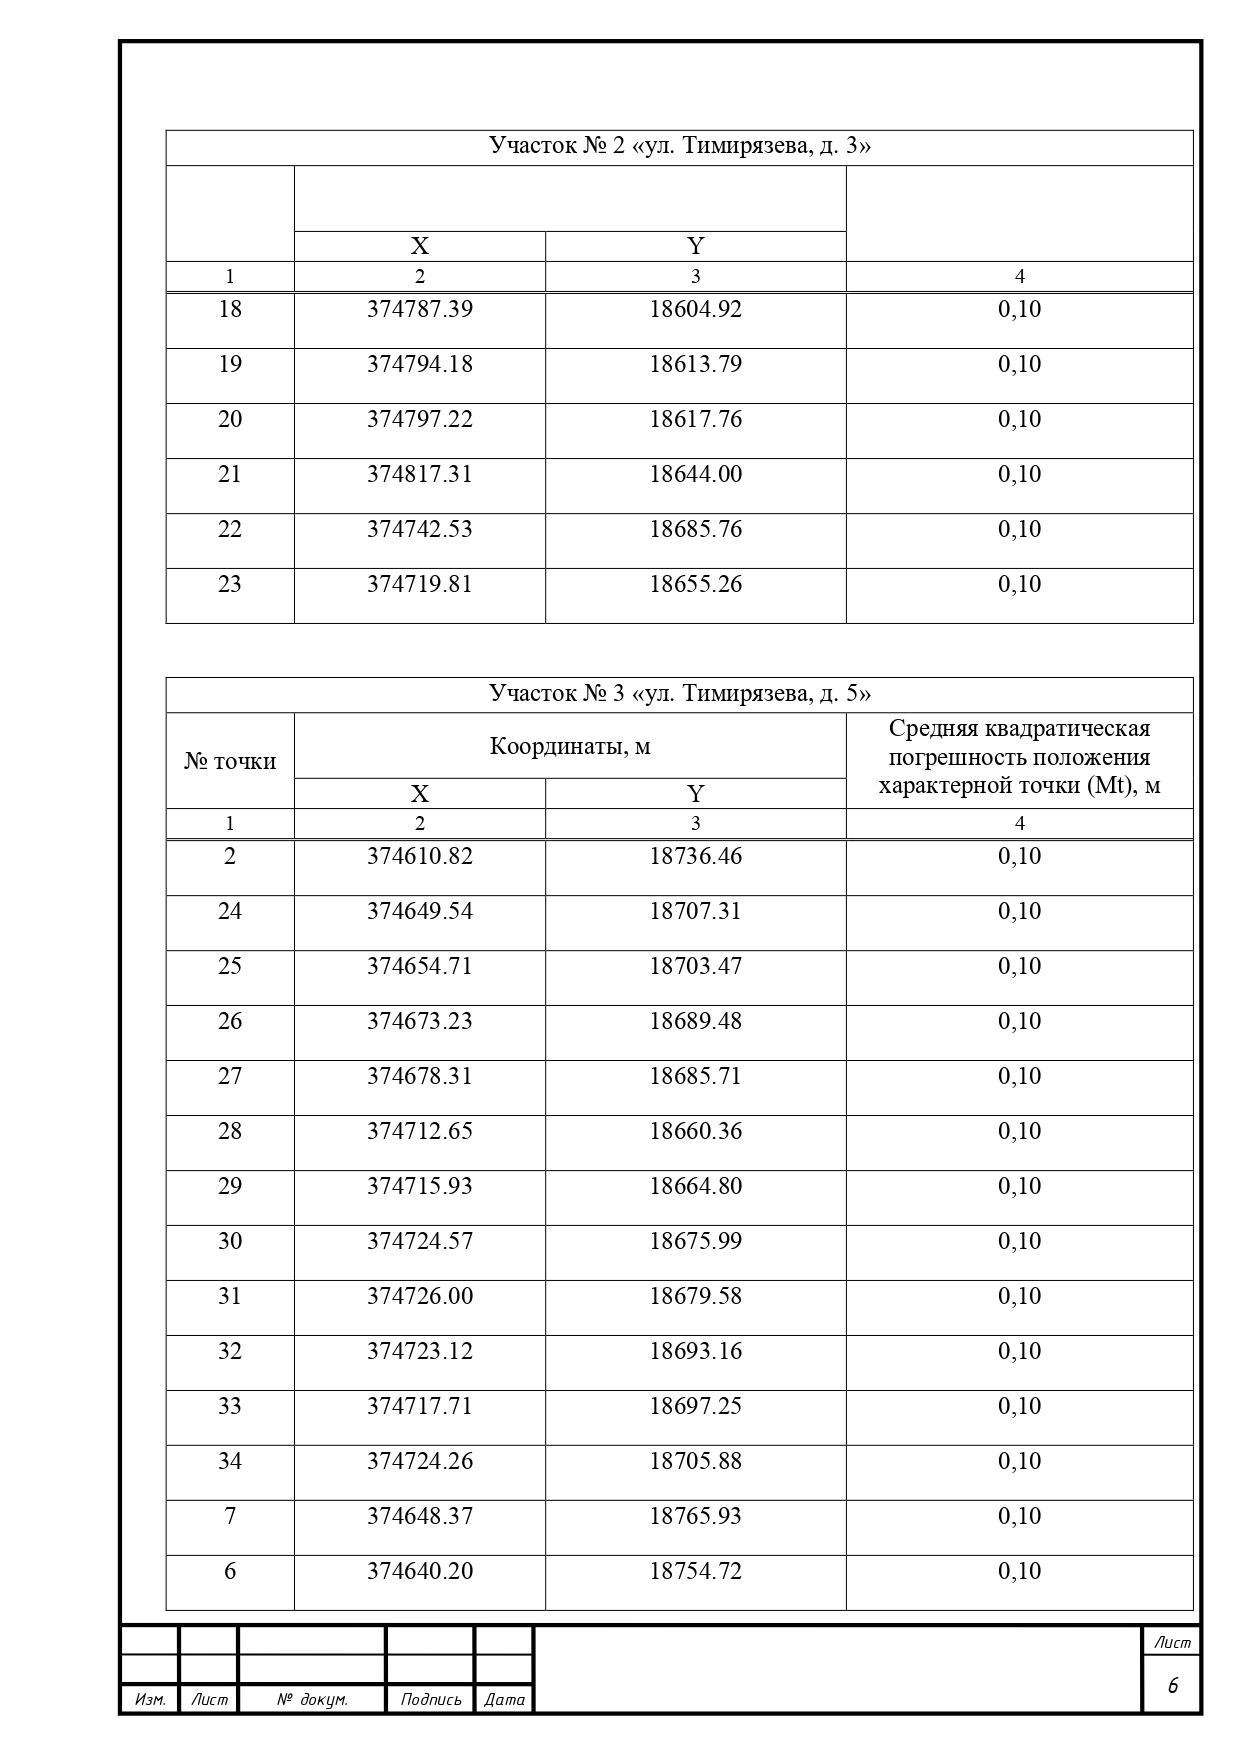 Участок № 2 «ул. Тимирязева, д. 3»
X Y
1 2 3 4
18 374787.39 18604.92 0,10
19 374794.18 18613.79 0,10
20 374797.22 18617.76 0,10
21 374817.31 18644.00 0,10
22 374742.53 18685.76 0,10
23 374719.81 18655.26 0,10
Участок № 3 «ул. Тимирязева, д. 5»
№ точки Координаты, м Средняя квадратическая
погрешность положения
характерной точки (Mt), м
X Y
1 2 3 4
2 374610.82 18736.46 0,10
24 374649.54 18707.31 0,10
25 374654.71 18703.47 0,10
26 374673.23 18689.48 0,10
27 374678.31 18685.71 0,10
28 374712.65 18660.36 0,10
29 374715.93 18664.80 0,10
30 374724.57 18675.99 0,10
31 374726.00 18679.58 0,10
32 374723.12 18693.16 0,10
33 374717.71 18697.25 0,10
34 374724.26 18705.88 0,10
7 374648.37 18765.93 0,10
6 374640.20 18754.72 0,10
Лист
6
Изм. Лист № докум. Подпись Дата